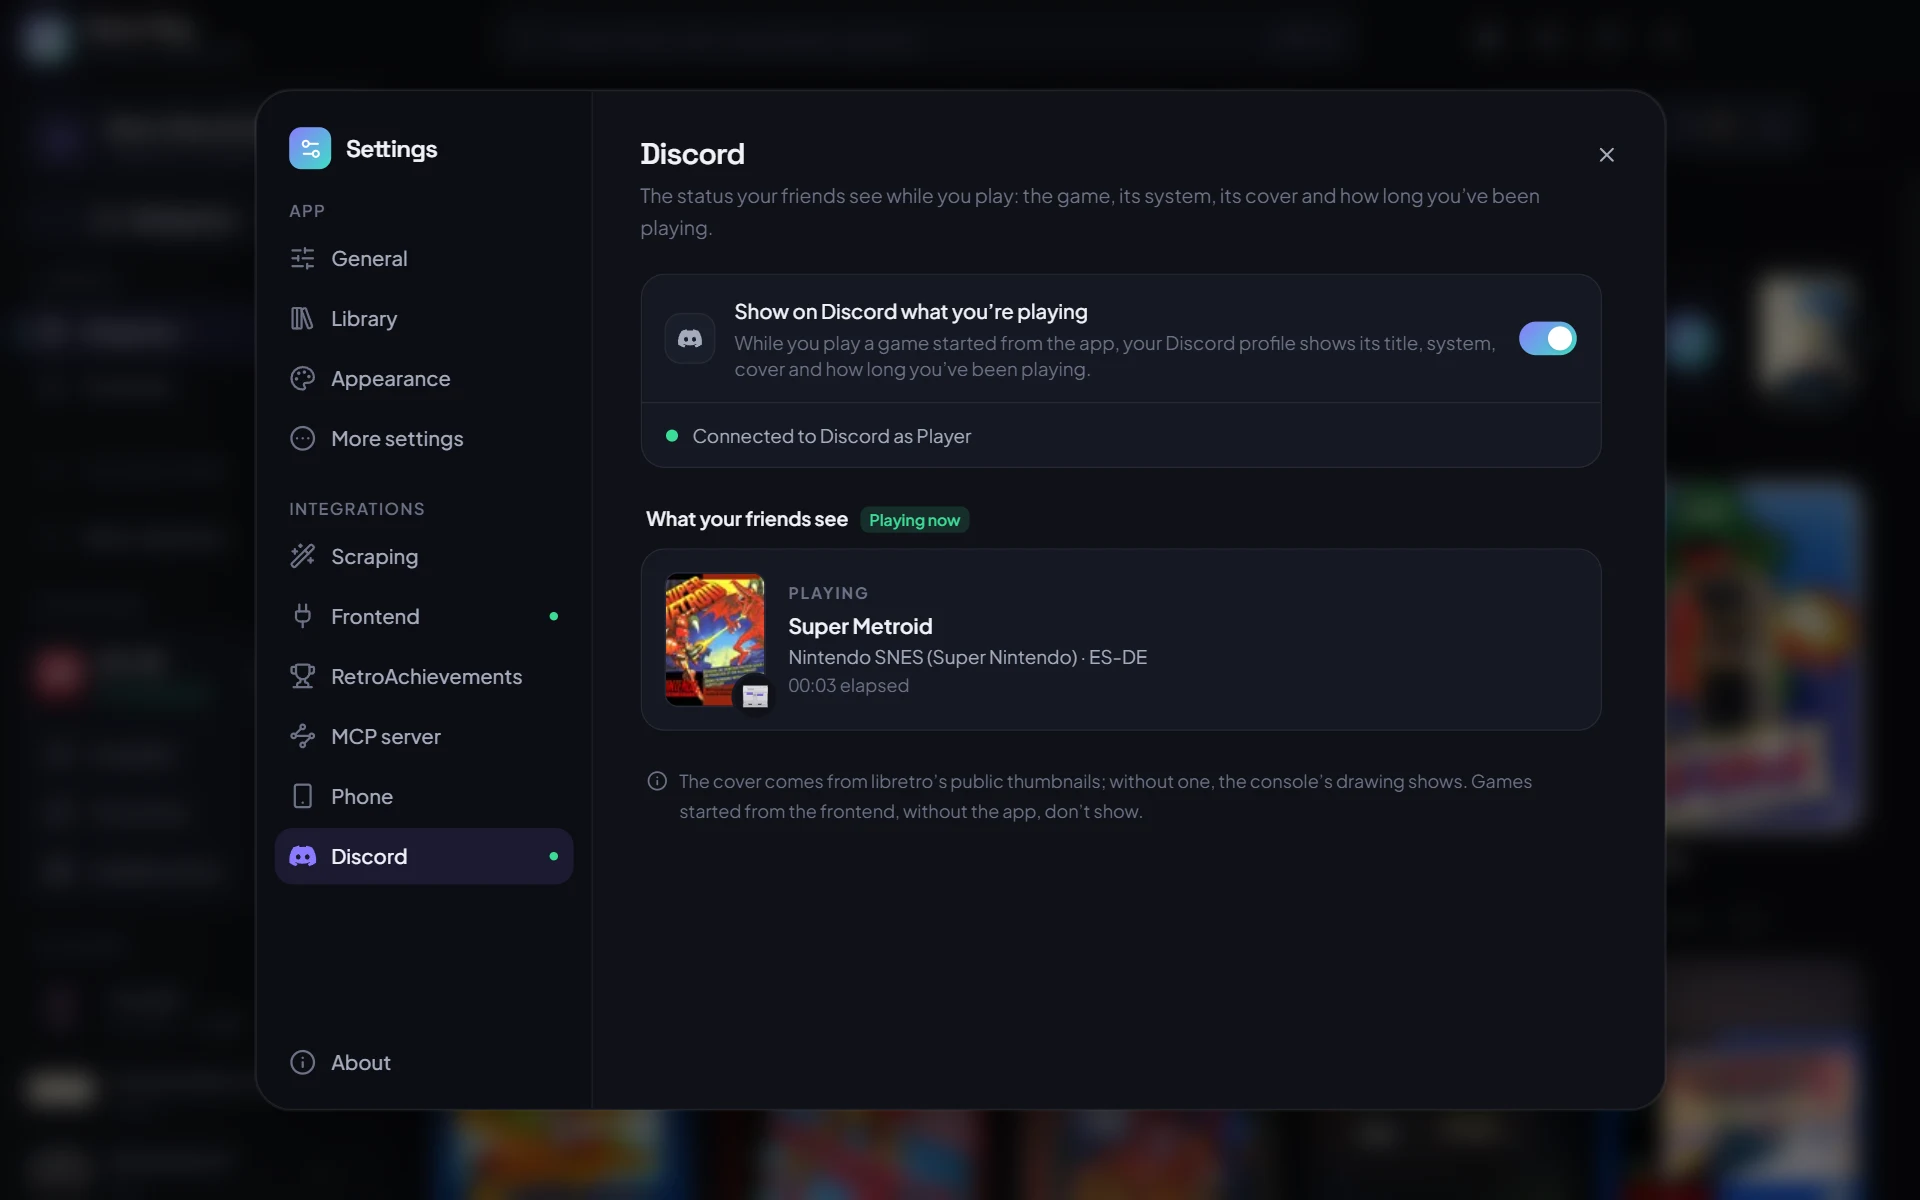 Settings
APP
General
Library
Appearance
More settings
INTEGRATIONS
Scraping
Frontend
RetroAchievements
MCP server
Phone
Discord
About
Discord
The status your friends see while you play: the game, its system, its cover and how long you’ve been
playing.
Show on Discord what you’re playing
While you play a game started from the app, your Discord profile shows its title, system,
cover and how long you’ve been playing.
Connected to Discord as Player
What your friends see
Playing now
SUPER
METROID
PLAYING
Super Metroid
Nintendo SNES (Super Nintendo) · ES-DE
00:03 elapsed
The cover comes from libretro’s public thumbnails; without one, the console’s drawing shows. Games
started from the frontend, without the app, don’t show.